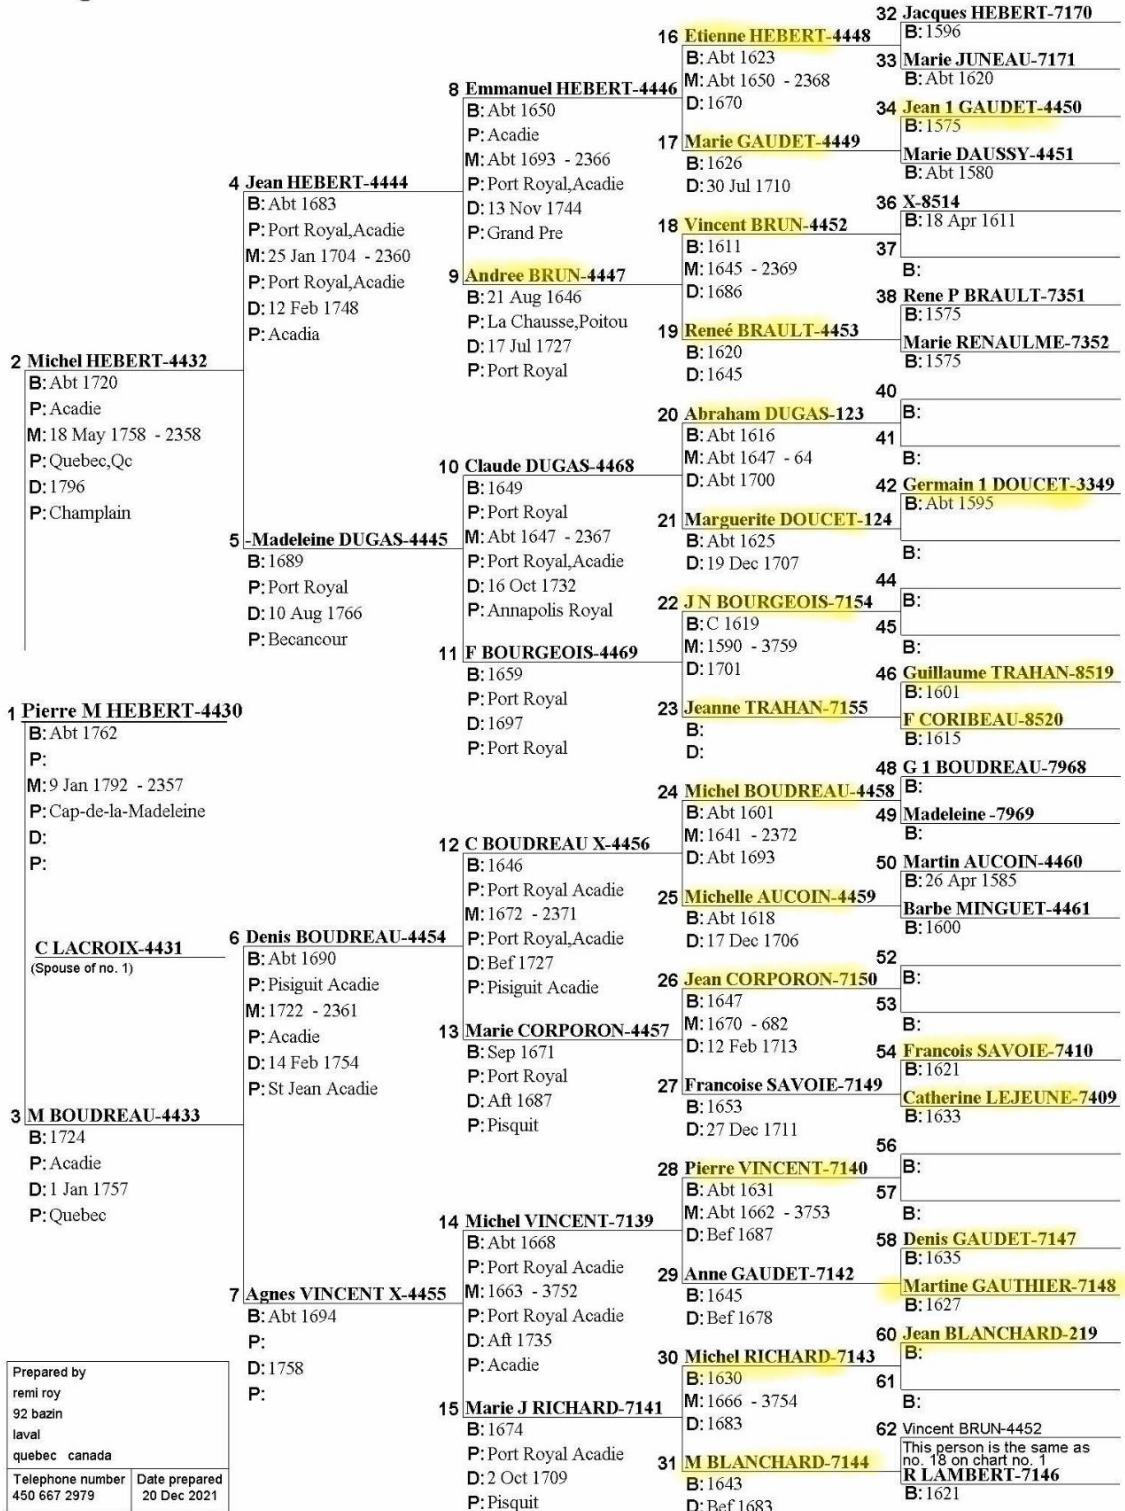 2 Michel HEBERT-4432
B: Abt 1720
P: Acadie
M: 18 May 1758 - 2358
P: Quebec,Qc
D: 1796
P: Champlain
1 Pierre M HEBERT-4430
B: Abt 1762
P:
M: 9 Jan 1792 - 2357
P: Cap-de-la-Madeleine
D:
P:
C LACROIX-4431
(Spouse of no. 1)
3 M BOUDREAU-4433
B: 1724
P: Acadie
D: 1 Jan 1757
P: Quebec
Prepared by
remi roy
92 bazin
laval
quebec canada
Telephone number
450 667 2979
Date prepared
20 Dec 2021
4 Jean HEBERT-4444
B: Abt 1683
P: Port Royal,Acadie
M: 25 Jan 1704 - 2360
P: Port Royal,Acadie
D: 12 Feb 1748
P: Acadia
5 -Madeleine DUGAS-4445
B: 1689
P: Port Royal
D: 10 Aug 1766
P: Becancour
6 Denis BOUDREAU-4454
B: Abt 1690
P: Pisiguit Acadie
M: 1722 - 2361
P: Acadie
D: 14 Feb 1754
P: St Jean Acadie
7 Agnes VINCENT X-4455
B: Abt 1694
P:
D: 1758
P:
8 Emmanuel HEBERT-4446
B: Abt 1650
P: Acadie
M: Abt 1693 - 2366
P: Port Royal,Acadie
D: 13 Nov 1744
P: Grand Pre
9 Andree BRUN-4447
B: 21 Aug 1646
P: La Chausse,Poitou
D: 17 Jul 1727
P: Port Royal
10 Claude DUGAS-4468
B: 1649
P: Port Royal
M: Abt 1647 - 2367
P: Port Royal,Acadie
D: 16 Oct 1732
P: Annapolis Royal
11 F BOURGEOIS-4469
B: 1659
P: Port Royal
D: 1697
P: Port Royal
12 C BOUDREAU X-4456
B: 1646
P: Port Royal Acadie
M: 1672 - 2371
P: Port Royal,Acadie
D: Bef 1727
P: Pisiguit Acadie
13 Marie CORPORON-4457
B: Sep 1671
P: Port Royal
D: Aft 1687
P: Pisquit
14 Michel VINCENT-7139
B: Abt 1668
P: Port Royal Acadie
M: 1663 - 3752
P: Port Royal Acadie
D: Aft 1735
P: Acadie
15 Marie J RICHARD-7141
B: 1674
P: Port Royal Acadie
D: 2 Oct 1709
P: Pisquit
16 Etienne HEBERT-4448
B: Abt 1623
M: Abt 1650 - 2368
D: 1670
17 Marie GAUDET-4449
B: 1626
D: 30 Jul 1710
18 Vincent BRUN-4452
B: 1611
M: 1645 - 2369
D: 1686
19 Reneé BRAULT-4453
B: 1620
D: 1645
20 Abraham DUGAS-123
B: Abt 1616
M: Abt 1647 - 64
D: Abt 1700
21 Marguerite DOUCET-124
B: Abt 1625
D: 19 Dec 1707
22 J N BOURGEOIS-7154
B: C 1619
M: 1590 - 3759
D: 1701
23 Jeanne TRAHAN-7155
B:
D:
24 Michel BOUDREAU-4458
B: Abt 1601
M: 1641 - 2372
D: Abt 1693
25 Michelle AUCOIN-4459
B: Abt 1618
D: 17 Dec 1706
26 Jean CORPORON-7150
B: 1647
M: 1670 - 682
D: 12 Feb 1713
27 Francoise SAVOIE-7149
B: 1653
D: 27 Dec 1711
28 Pierre VINCENT-7140
B: Abt 1631
M: Abt 1662 - 3753
D: Bef 1687
29 Anne GAUDET-7142
B: 1645
D: Bef 1678
30 Michel RICHARD-7143
B: 1630
M: 1666 - 3754
D: 1683
31 M BLANCHARD-7144
B: 1643
D: Bef 1683
32 Jacques HEBERT-7170
B: 1596
33 Marie JUNEAU-7171
B: Abt 1620
34 Jean 1 GAUDET-4450
B: 1575
Marie DAUSSY-4451
B: Abt 1580
36 X-8514
B: 18 Apr 1611
37
B:
38 Rene P BRAULT-7351
B: 1575
Marie RENAULME-7352
B: 1575
40
B:
41
B:
42 Germain 1 DOUCET-3349
B: Abt 1595
B:
44
B:
45
B:
46 Guillaume TRAHAN-8519
B: 1601
F CORIBEAU-8520
B: 1615
48 G 1 BOUDREAU-7968
B:
49 Madeleine -7969
B:
50 Martin AUCOIN-4460
B: 26 Apr 1585
Barbe MINGUET-4461
B: 1600
52
B:
53
B:
54 Francois SAVOIE-7410
B: 1621
Catherine LEJEUNE-7409
B: 1633
56
B:
57
B:
58 Denis GAUDET-7147
B: 1635
Martine GAUTHIER-7148
B: 1627
60 Jean BLANCHARD-219
B:
61
B:
62 Vincent BRUN-4452
This person is the same as
no. 18 on chart no. 1
R LAMBERT-7146
B: 1621